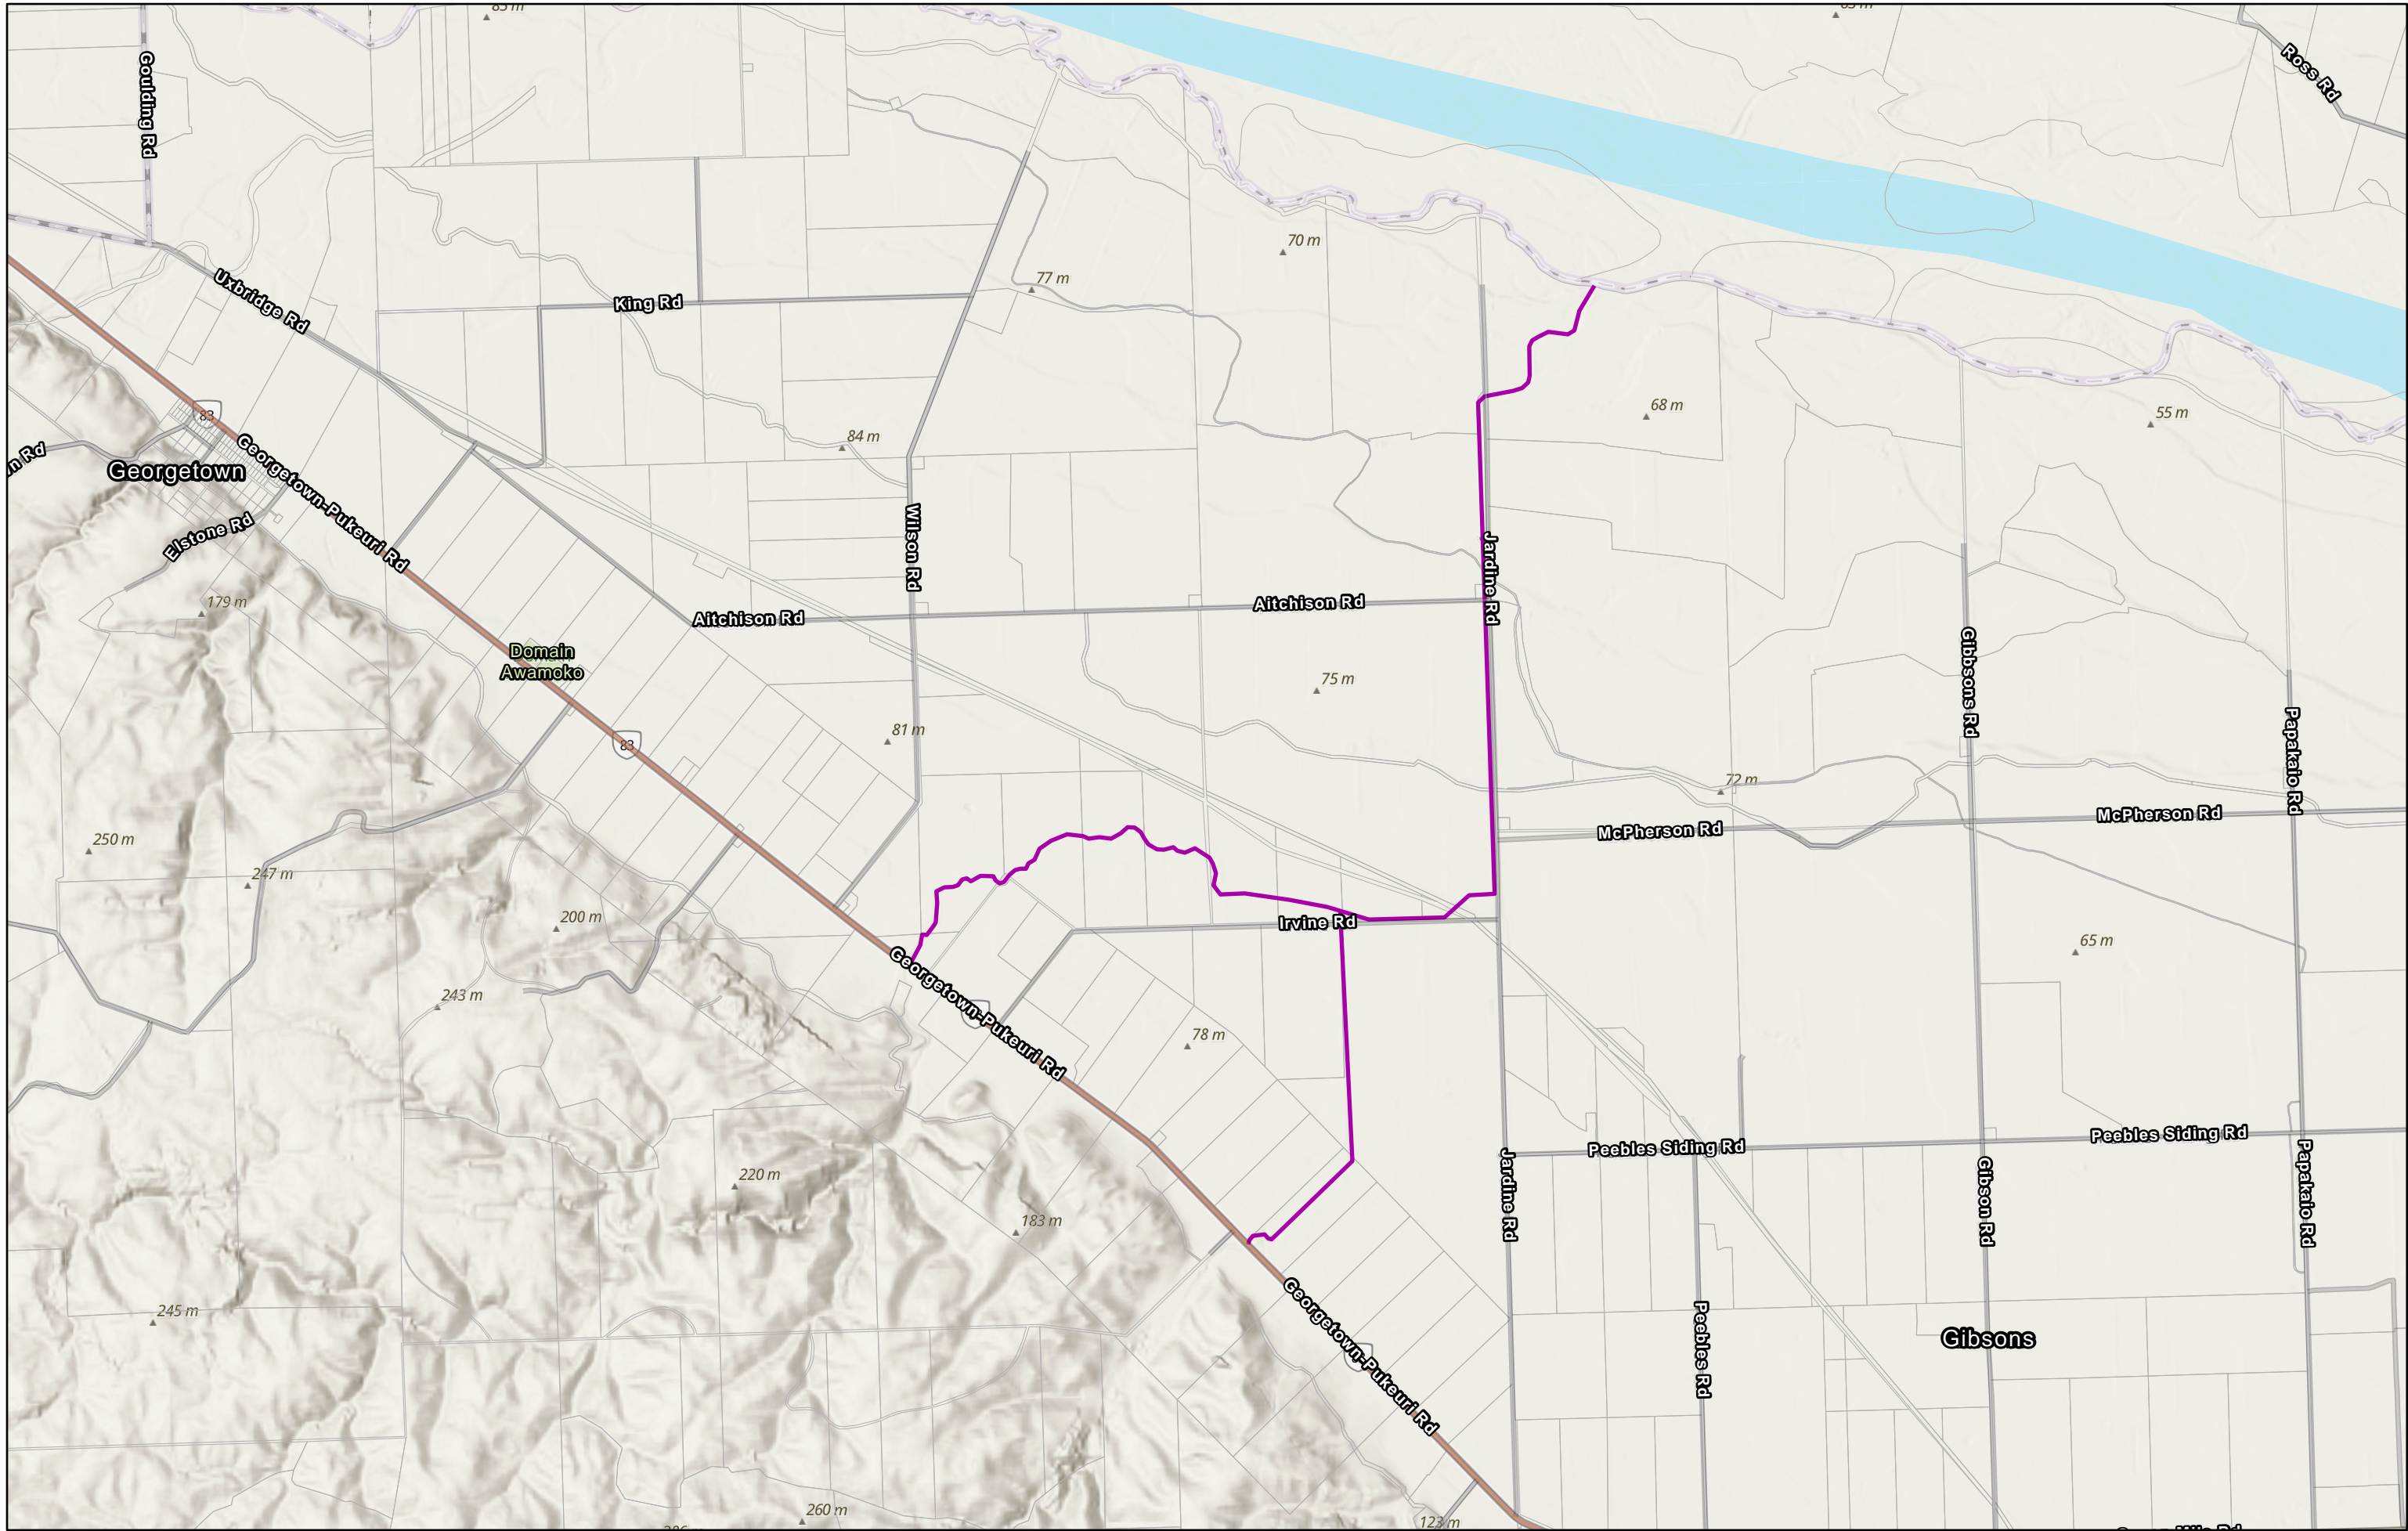 Goulding Rd
Ross Rd
70 m
77 m
Uxbridge Rd
King Rd
83
68 m
55 m
84 m
Georgetown
Georgetown-Pukeuri Rd
Elstone Rd
Wilson Rd
Jardine Rd
179 m
Aitchison Rd
Aitchison Rd
Domain
Awamoko
75 m
Gibbsons Rd
81 m
83
Papakaio Rd
72 m
McPherson Rd
McPherson Rd
250 m
247 m
200 m
Irvine Rd
65 m
Georgetown-Pukeuri Rd
243 m
78 m
Peebles Siding Rd
Peebles Siding Rd
220 m
Jardine Rd
Gibson Rd
Papakaio Rd
183 m
245 m
Georgetown-Pukeuri Rd
Peebles Rd
Gibsons
260 m
123 m